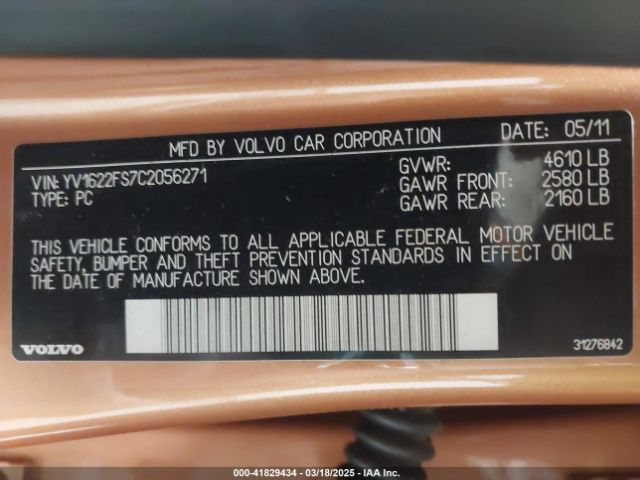 MFD BY VOLVO CAR CORPORATION DATE: 05/11
VIN: YV1622FS7C2056271 GVWR: 4610 LB
TYPE: PC GAWR FRONT: 2580 LB
GAWR REAR: 2160 LB
THIS VEHICLE CONFORMS TO ALL APPLICABLE FEDERAL MOTOR VEHICLE
SAFETY, BUMPER AND THEFT PREVENTION STANDARDS IN EFFECT ON
THE DATE OF MANUFACTURE SHOWN ABOVE.
VOLVO 31276842
000-41829434 - 03/18/2025 - IAA Inc.